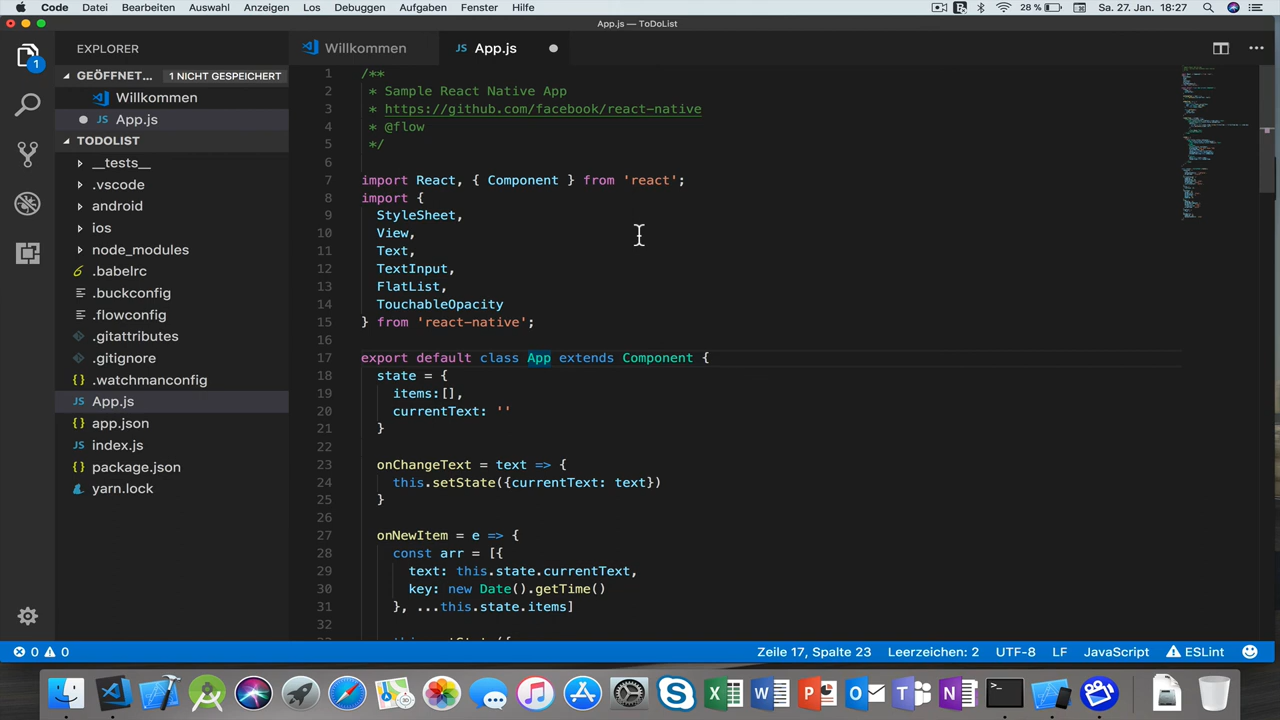 Code Datei Bearbeiten Auswahl Anzeigen Los Debuggen Aufgaben Fenster Hilfe 28 % Sa. 27. Jan. 18:27
App.js — ToDoList
EXPLORER
Willkommen
App.js
GEÖFFNET... 1 NICHT GESPEICHERT
Willkommen
App.js
TODOLIST
__tests__
.vscode
android
ios
node_modules
.babelrc
.buckconfig
.flowconfig
.gitattributes
.gitignore
.watchmanconfig
App.js
app.json
index.js
package.json
yarn.lock
1 /**
2 * Sample React Native App
3 * https://github.com/facebook/react-native
4 * @flow
5 */
6
7 import React, { Component } from 'react';
8 import {
9 StyleSheet,
10 View,
11 Text,
12 TextInput,
13 FlatList,
14 TouchableOpacity
15 } from 'react-native';
16
17 export default class App extends Component {
18 state = {
19 items:[],
20 currentText: ''
21 }
22
23 onChangeText = text => {
24 this.setState({currentText: text})
25 }
26
27 onNewItem = e => {
28 const arr = [{
29 text: this.state.currentText,
30 key: new Date().getTime()
31 }, ...this.state.items]
32
0 0 Zeile 17, Spalte 23 Leerzeichen: 2 UTF-8 LF JavaScript ESLint